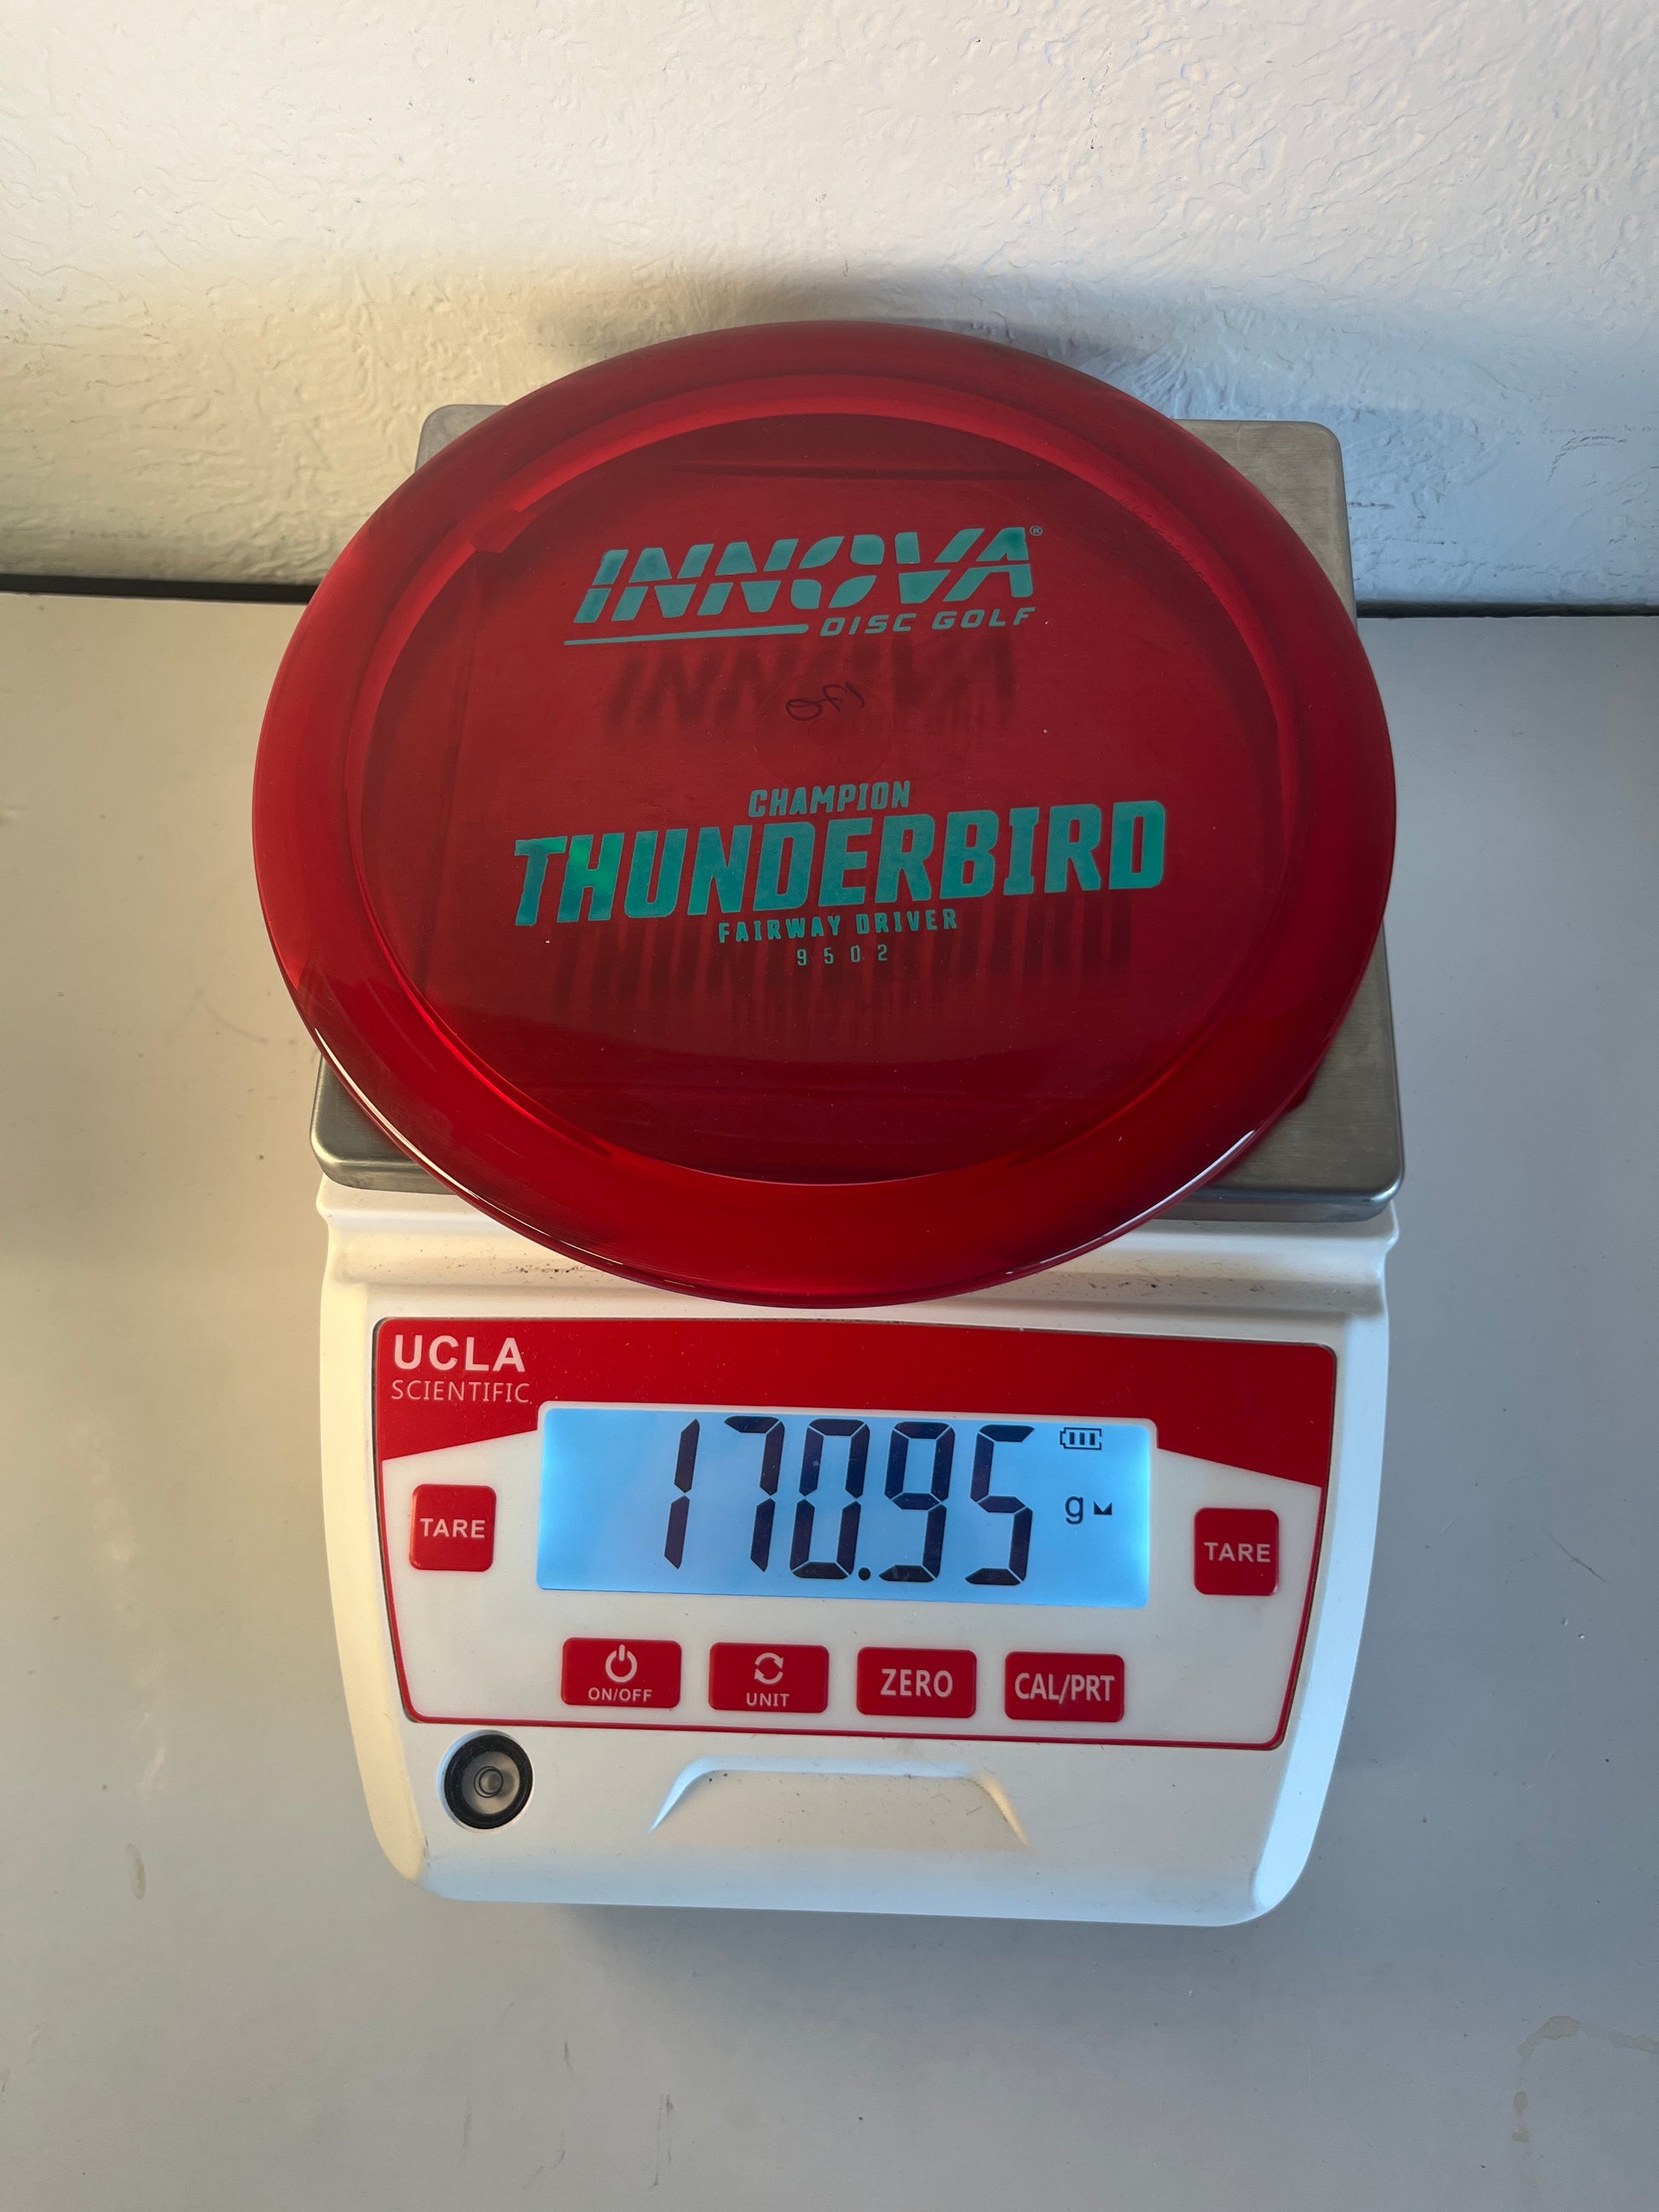 INNOVA®
DISC GOLF
170
CHAMPION
THUNDERBIRD
FAIRWAY DRIVER
9 5 0 2
UCLA
SCIENTIFIC
170.95 g
TARE
TARE
ON/OFF
UNIT
ZERO
CAL/PRT